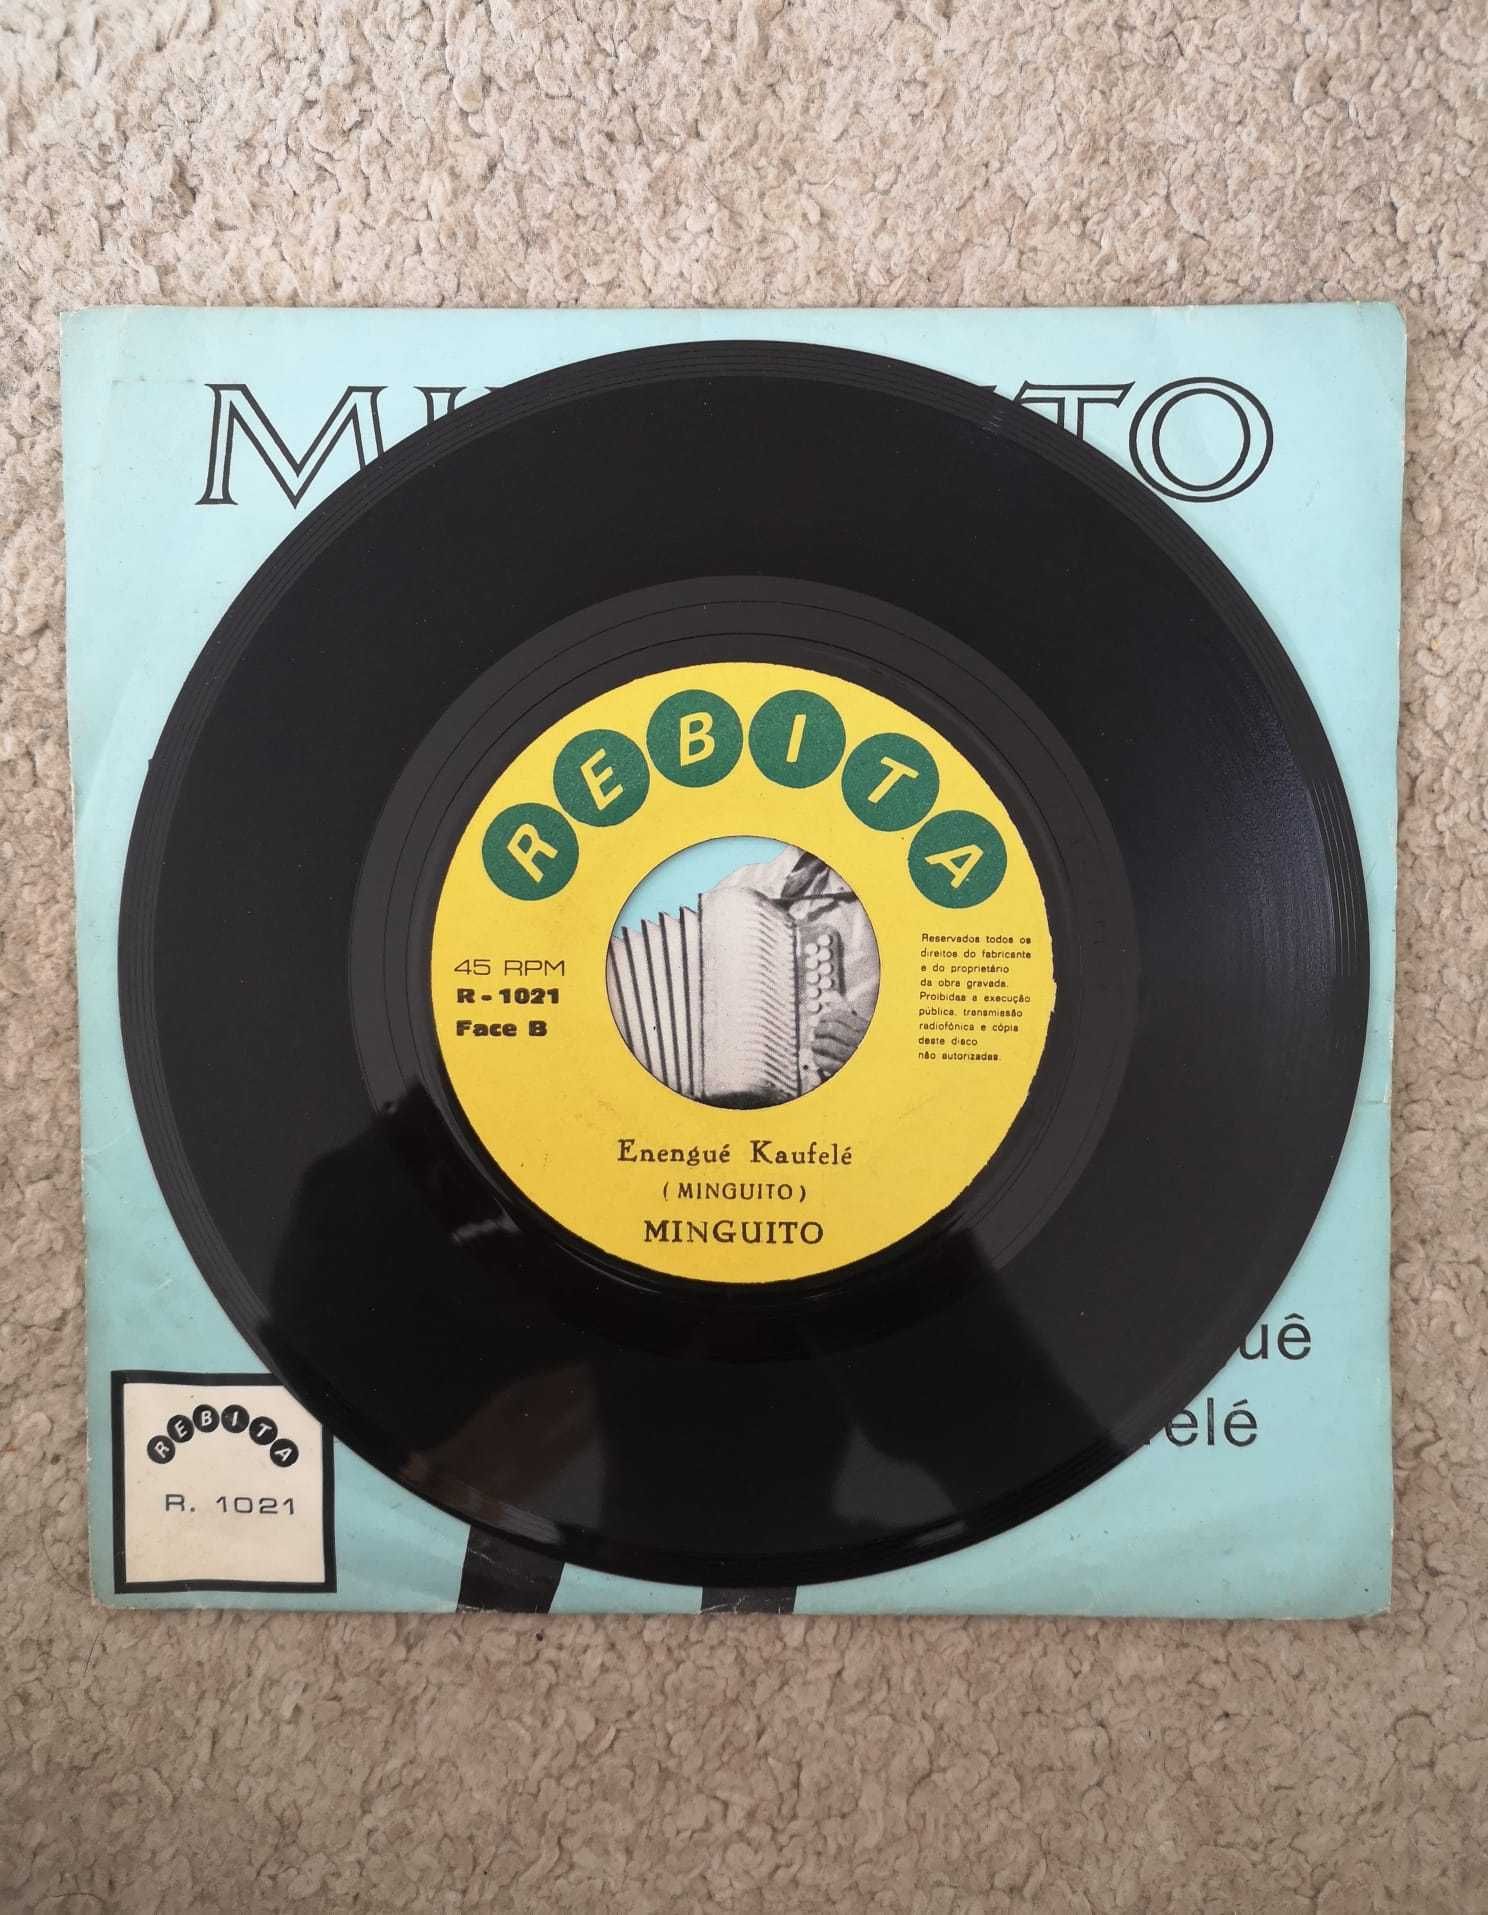 REBITA
45 RPM
R - 1021
Face B
Reservados todos os
direitos do fabricante
e do proprietário
da obra gravada.
Proibidas a execução
pública, transmissão
radiofónica e cópia
deste disco
não autorizadas.
Enengué Kaufelé
(MINGUITO)
MINGUITO
REBITA
R. 1021